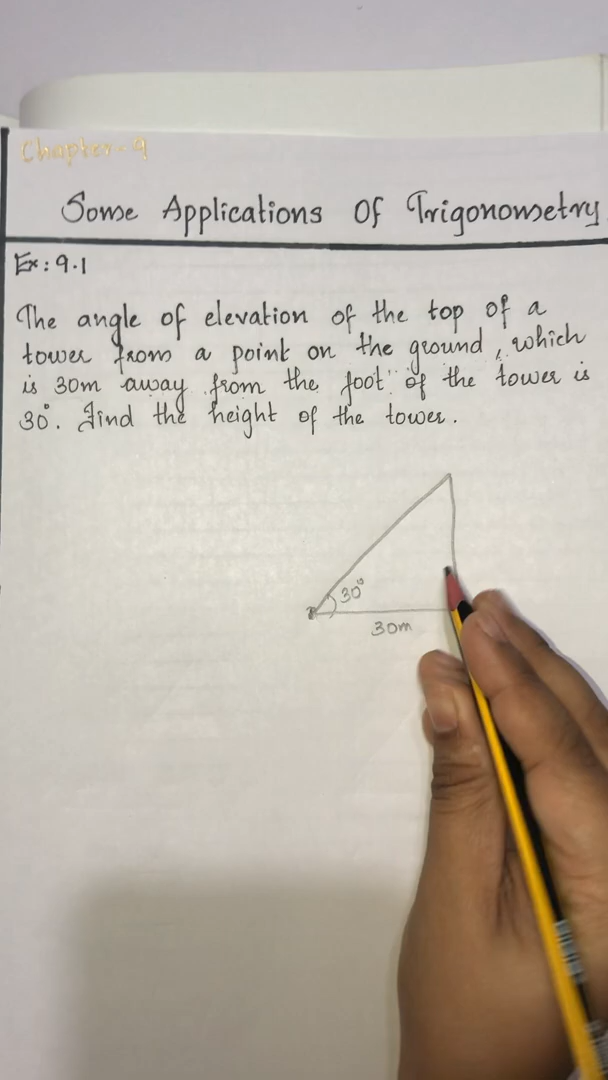 Chapter-9
Some Applications Of Trigonometry
Ex: 9.1
The angle of elevation of the top of a
tower from a point on the ground, which
is 30m away from the foot of the tower is
30°. Find the height of the tower.
30°
30m